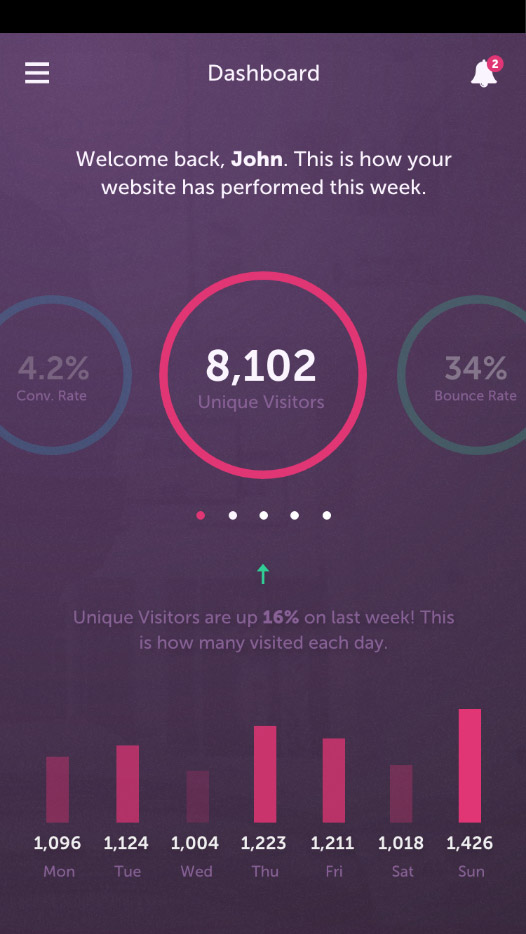 Dashboard
2
Welcome back, John. This is how your
website has performed this week.
4.2%
Conv. Rate
8,102
Unique Visitors
34%
Bounce Rate
Unique Visitors are up 16% on last week! This
is how many visited each day.
1,096 1,124 1,004 1,223 1,211 1,018 1,426
Mon Tue Wed Thu Fri Sat Sun